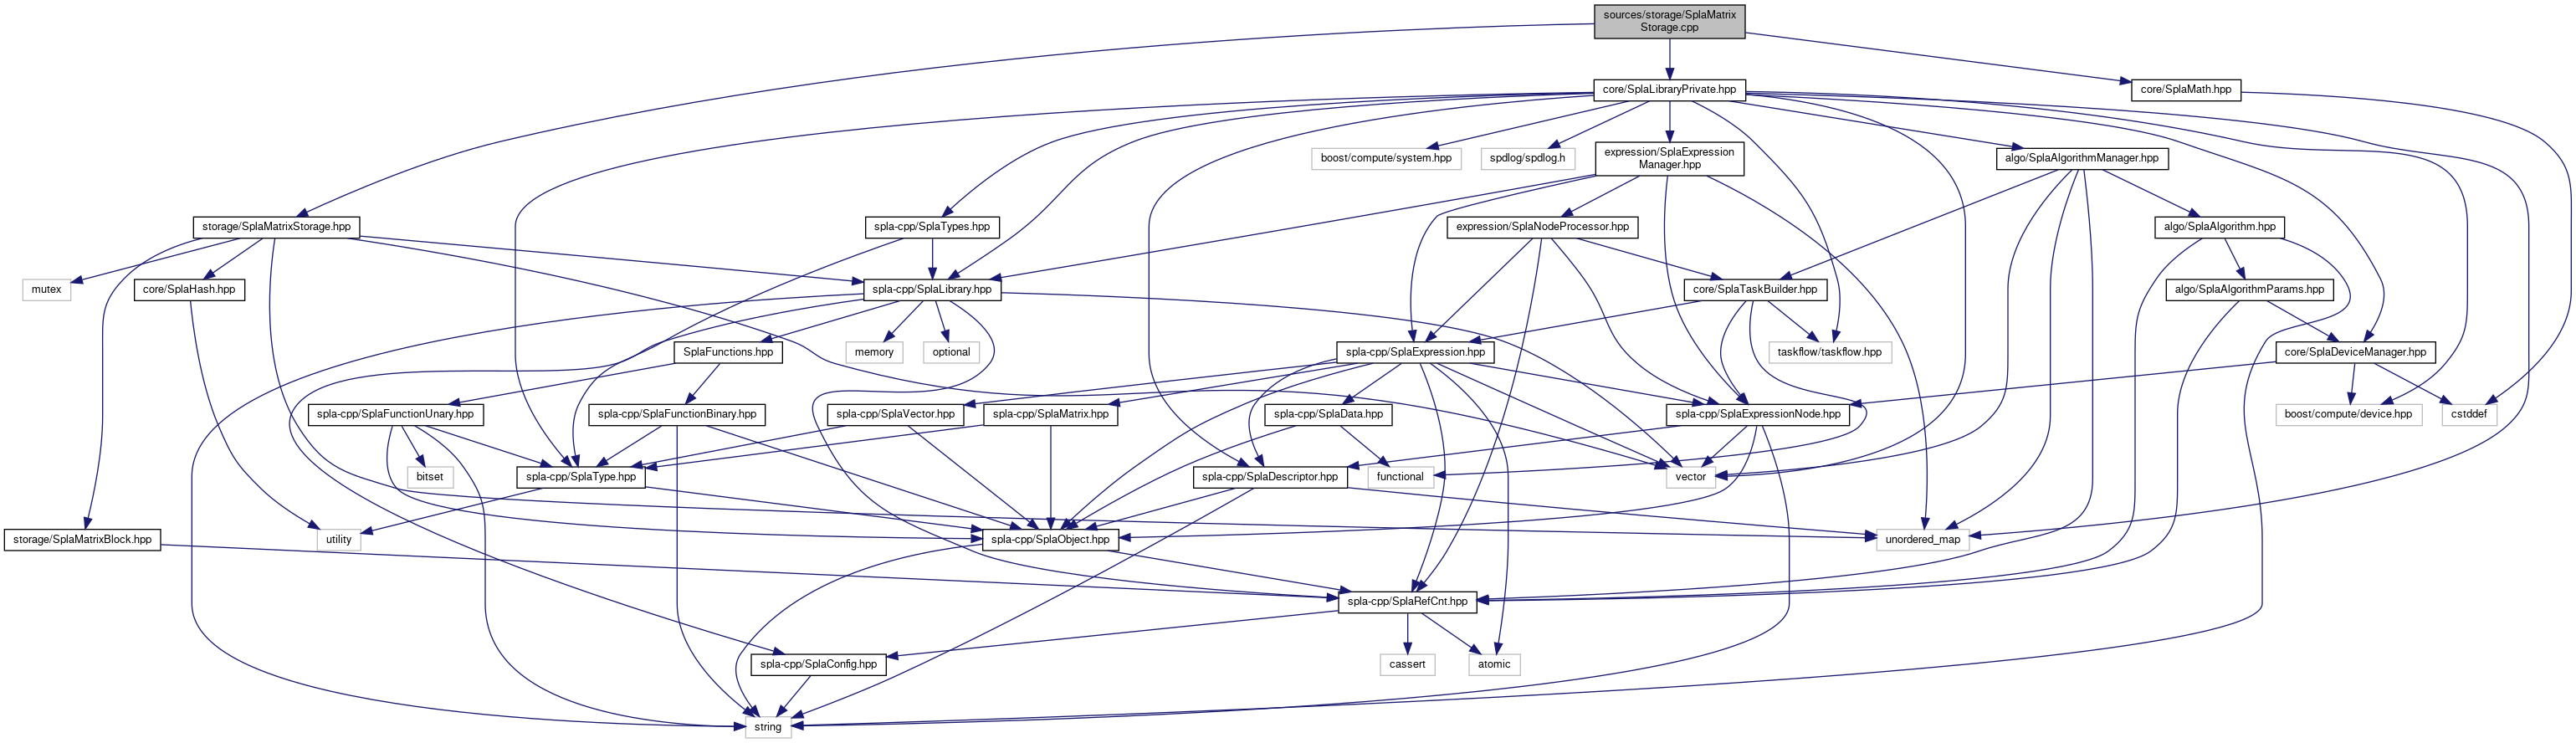 sources/storage/SplaMatrix
Storage.cpp
core/SplaLibraryPrivate.hpp
core/SplaMath.hpp
boost/compute/system.hpp
spdlog/spdlog.h
expression/SplaExpression
Manager.hpp
algo/SplaAlgorithmManager.hpp
storage/SplaMatrixStorage.hpp
spla-cpp/SplaTypes.hpp
expression/SplaNodeProcessor.hpp
algo/SplaAlgorithm.hpp
mutex
core/SplaHash.hpp
spla-cpp/SplaLibrary.hpp
core/SplaTaskBuilder.hpp
algo/SplaAlgorithmParams.hpp
SplaFunctions.hpp
memory
optional
spla-cpp/SplaExpression.hpp
taskflow/taskflow.hpp
core/SplaDeviceManager.hpp
spla-cpp/SplaFunctionUnary.hpp
spla-cpp/SplaFunctionBinary.hpp
spla-cpp/SplaVector.hpp
spla-cpp/SplaMatrix.hpp
spla-cpp/SplaData.hpp
spla-cpp/SplaExpressionNode.hpp
boost/compute/device.hpp
cstddef
bitset
spla-cpp/SplaType.hpp
spla-cpp/SplaDescriptor.hpp
functional
vector
storage/SplaMatrixBlock.hpp
utility
spla-cpp/SplaObject.hpp
unordered_map
spla-cpp/SplaRefCnt.hpp
spla-cpp/SplaConfig.hpp
cassert
atomic
string